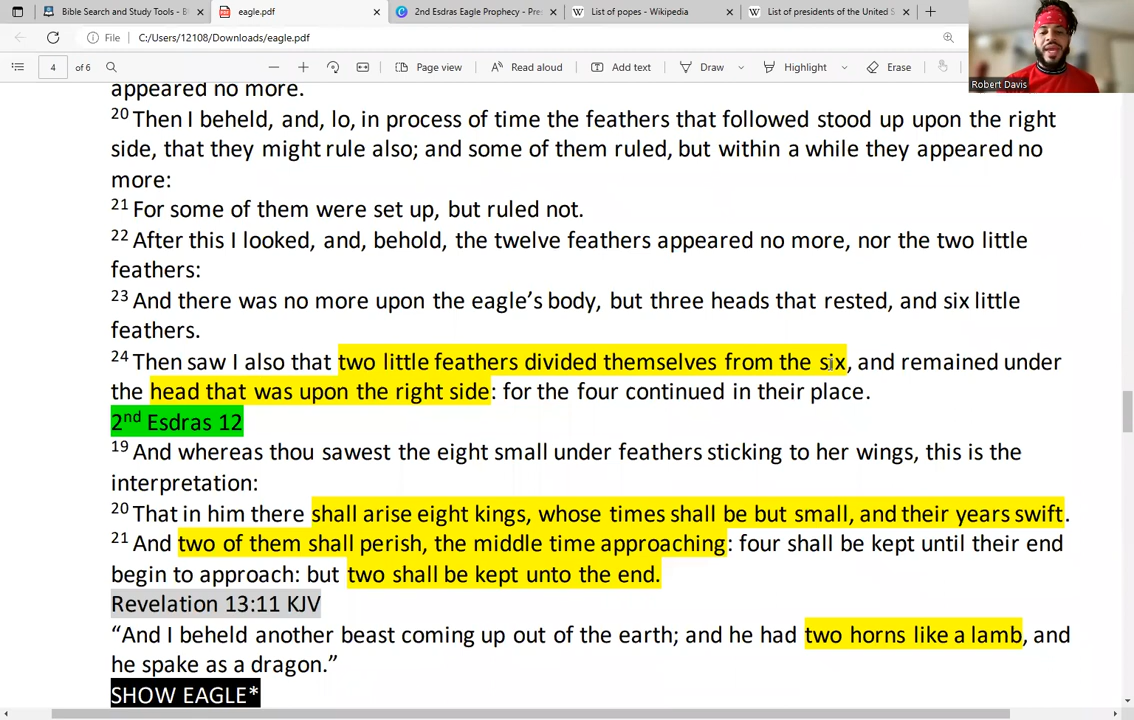 Bible Search and Study Tools - B
eagle.pdf
2nd Esdras Eagle Prophecy - Pre
List of popes - Wikipedia
List of presidents of the United S
File
C:/Users/12108/Downloads/eagle.pdf
4 of 6
Page view
Read aloud
Add text
Draw
Highlight
Erase
Robert Davis
appeared no more.
20 Then I beheld, and, lo, in process of time the feathers that followed stood up upon the right
side, that they might rule also; and some of them ruled, but within a while they appeared no
more:
21 For some of them were set up, but ruled not.
22 After this I looked, and, behold, the twelve feathers appeared no more, nor the two little
feathers:
23 And there was no more upon the eagle’s body, but three heads that rested, and six little
feathers.
24 Then saw I also that two little feathers divided themselves from the six, and remained under
the head that was upon the right side: for the four continued in their place.
2nd Esdras 12
19 And whereas thou sawest the eight small under feathers sticking to her wings, this is the
interpretation:
20 That in him there shall arise eight kings, whose times shall be but small, and their years swift.
21 And two of them shall perish, the middle time approaching: four shall be kept until their end
begin to approach: but two shall be kept unto the end.
Revelation 13:11 KJV
“And I beheld another beast coming up out of the earth; and he had two horns like a lamb, and
he spake as a dragon.”
SHOW EAGLE*